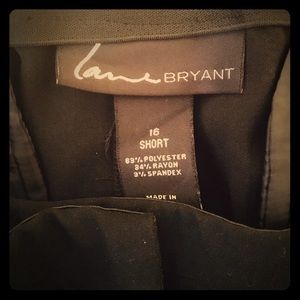 Lane BRYANT
16
SHORT
63% POLYESTER
34% RAYON
3% SPANDEX
MADE IN